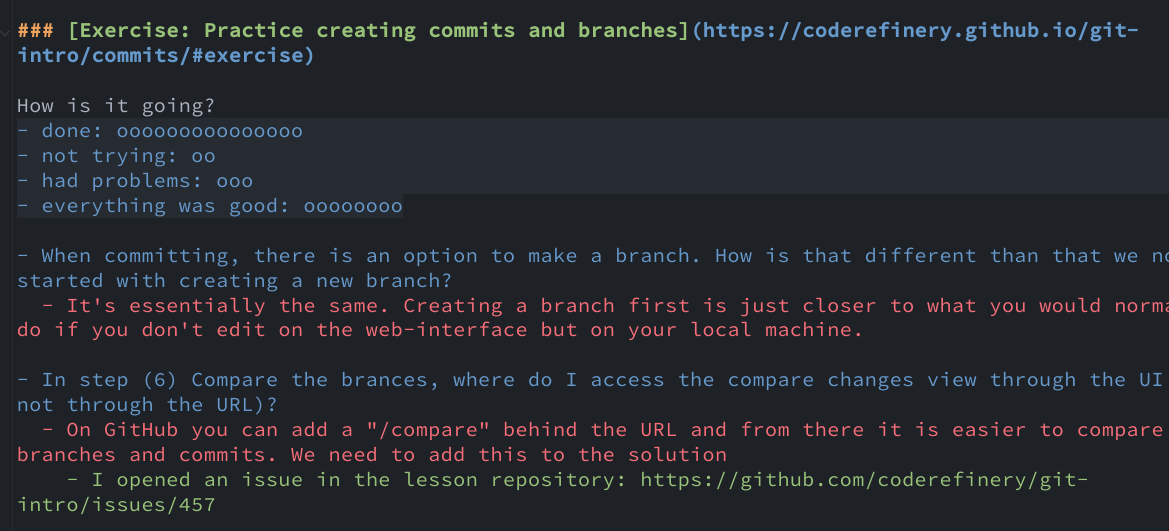 ### [Exercise: Practice creating commits and branches](https://coderefinery.github.io/git-
intro/commits/#exercise)
How is it going?
- done: ooooooooooooooo
- not trying: oo
- had problems: ooo
- everything was good: oooooooo
- When committing, there is an option to make a branch. How is that different than that we no
started with creating a new branch?
- It's essentially the same. Creating a branch first is just closer to what you would norma
do if you don't edit on the web-interface but on your local machine.
- In step (6) Compare the brances, where do I access the compare changes view through the UI
not through the URL)?
- On GitHub you can add a "/compare" behind the URL and from there it is easier to compare
branches and commits. We need to add this to the solution
- I opened an issue in the lesson repository: https://github.com/coderefinery/git-
intro/issues/457